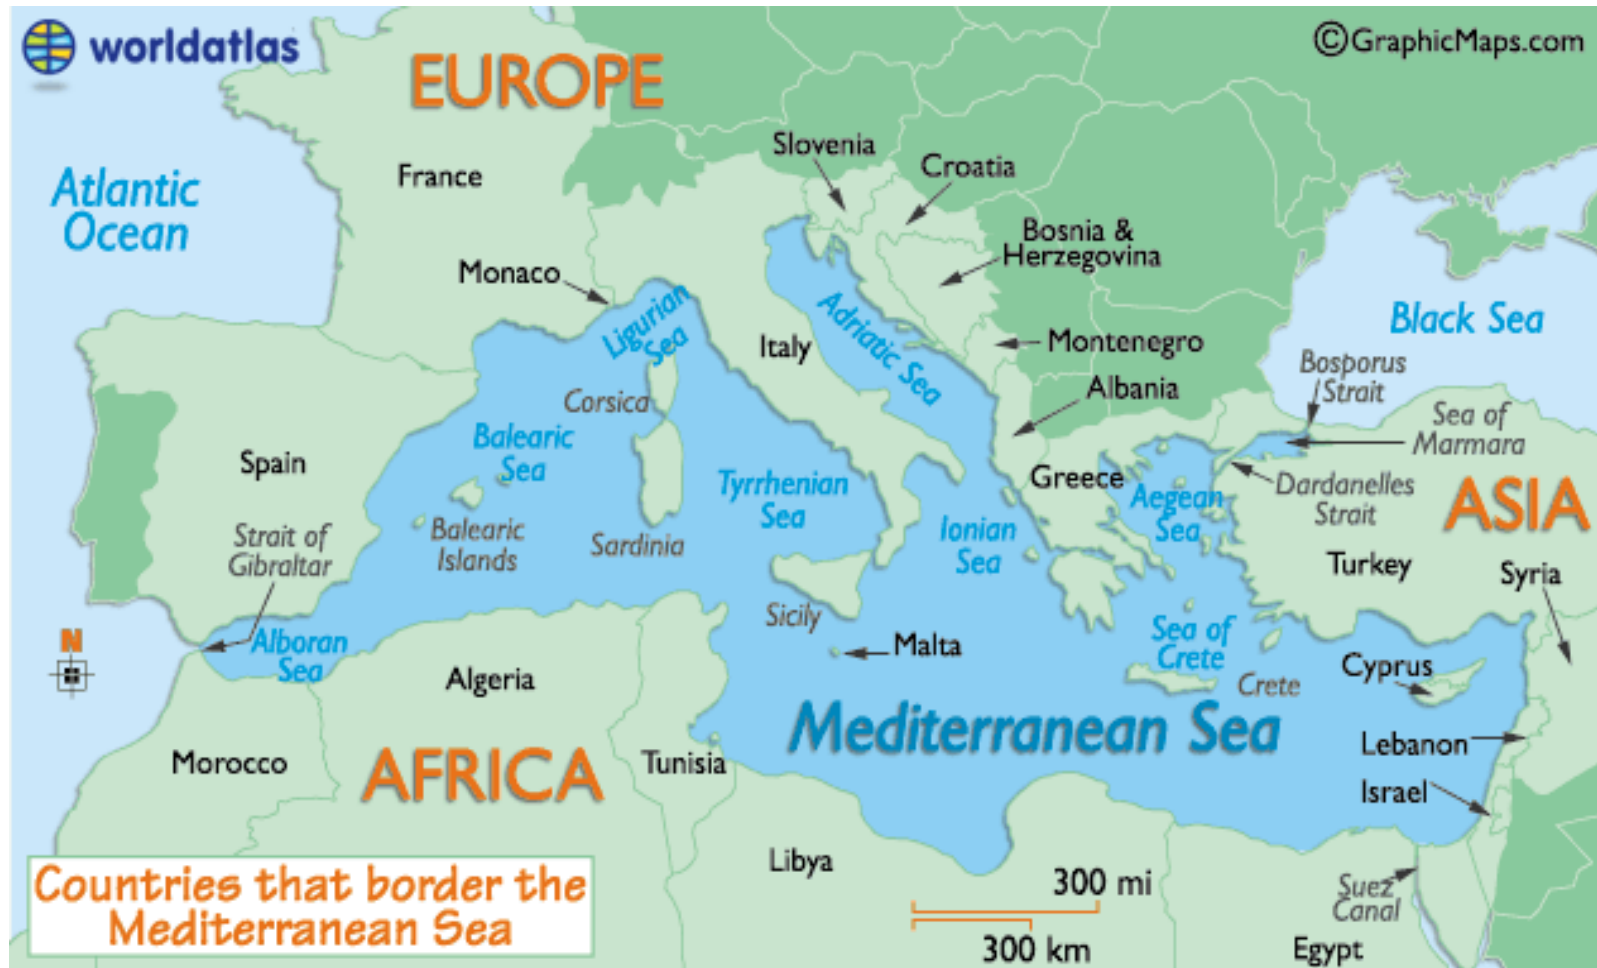 worldatlas
©GraphicMaps.com
EUROPE
Slovenia
Croatia
France
Atlantic
Ocean
Bosnia &
Herzegovina
Monaco
Ligurian
Sea
Adriatic Sea
Black Sea
Italy
Montenegro
Bosporus
Strait
Albania
Corsica
Sea of
Marmara
Balearic
Sea
Spain
Greece
Tyrrhenian
Sea
Aegean
Sea
Dardanelles
Strait
ASIA
Strait of
Gibraltar
Balearic
Islands
Sardinia
Ionian
Sea
Turkey
Syria
Sicily
N
Alboran
Sea
Malta
Sea of
Crete
Cyprus
Algeria
Crete
Mediterranean Sea
Lebanon
Morocco
AFRICA
Tunisia
Israel
Libya
Countries that border the
Mediterranean Sea
300 mi
300 km
Suez
Canal
Egypt